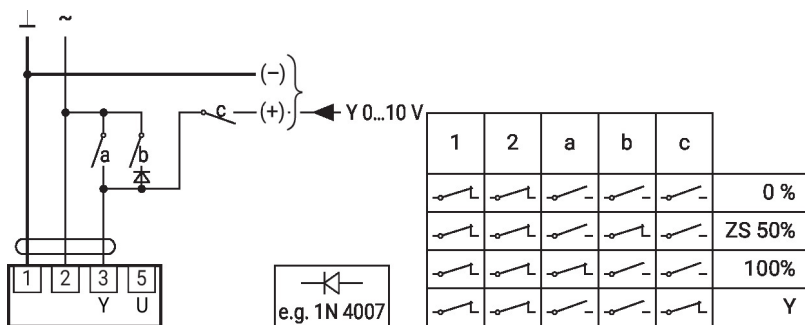 ⊥ ~
(–)
c (+) Y 0...10 V
a b
1 2 3 5
Y U
e.g. 1N 4007
1 2 a b c
0 %
ZS 50%
100%
Y